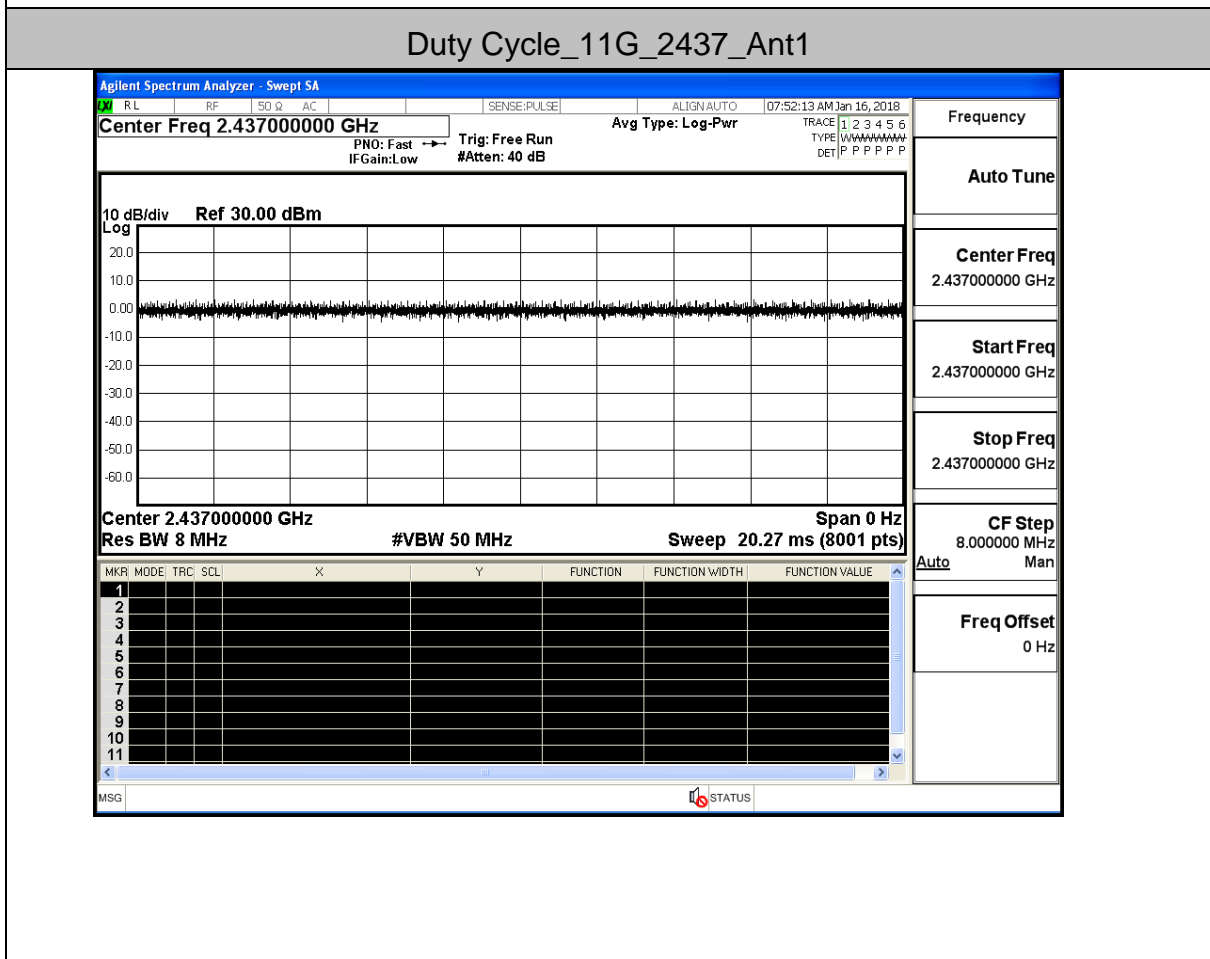 Duty Cycle_11G_2437_Ant1
Agilent Spectrum Analyzer - Swept SA
LXI RL RF 50 Ω AC SENSE:PULSE ALIGN AUTO 07:52:13 AM Jan 16, 2018
Center Freq 2.437000000 GHz Avg Type: Log-Pwr TRACE 1 2 3 4 5 6
PNO: Fast Trig: Free Run TYPE WWWWWW
IFGain:Low #Atten: 40 dB DET P P P P P P
Frequency
Auto Tune
Center Freq
2.437000000 GHz
Start Freq
2.437000000 GHz
Stop Freq
2.437000000 GHz
CF Step
8.000000 MHz
Auto Man
Freq Offset
0 Hz
10 dB/div Ref 30.00 dBm
Log
20.0
10.0
0.00
-10.0
-20.0
-30.0
-40.0
-50.0
-60.0
Center 2.437000000 GHz Span 0 Hz
Res BW 8 MHz #VBW 50 MHz Sweep 20.27 ms (8001 pts)
MKR MODE TRC SCL X Y FUNCTION FUNCTION WIDTH FUNCTION VALUE
1
2
3
4
5
6
7
8
9
10
11
MSG STATUS